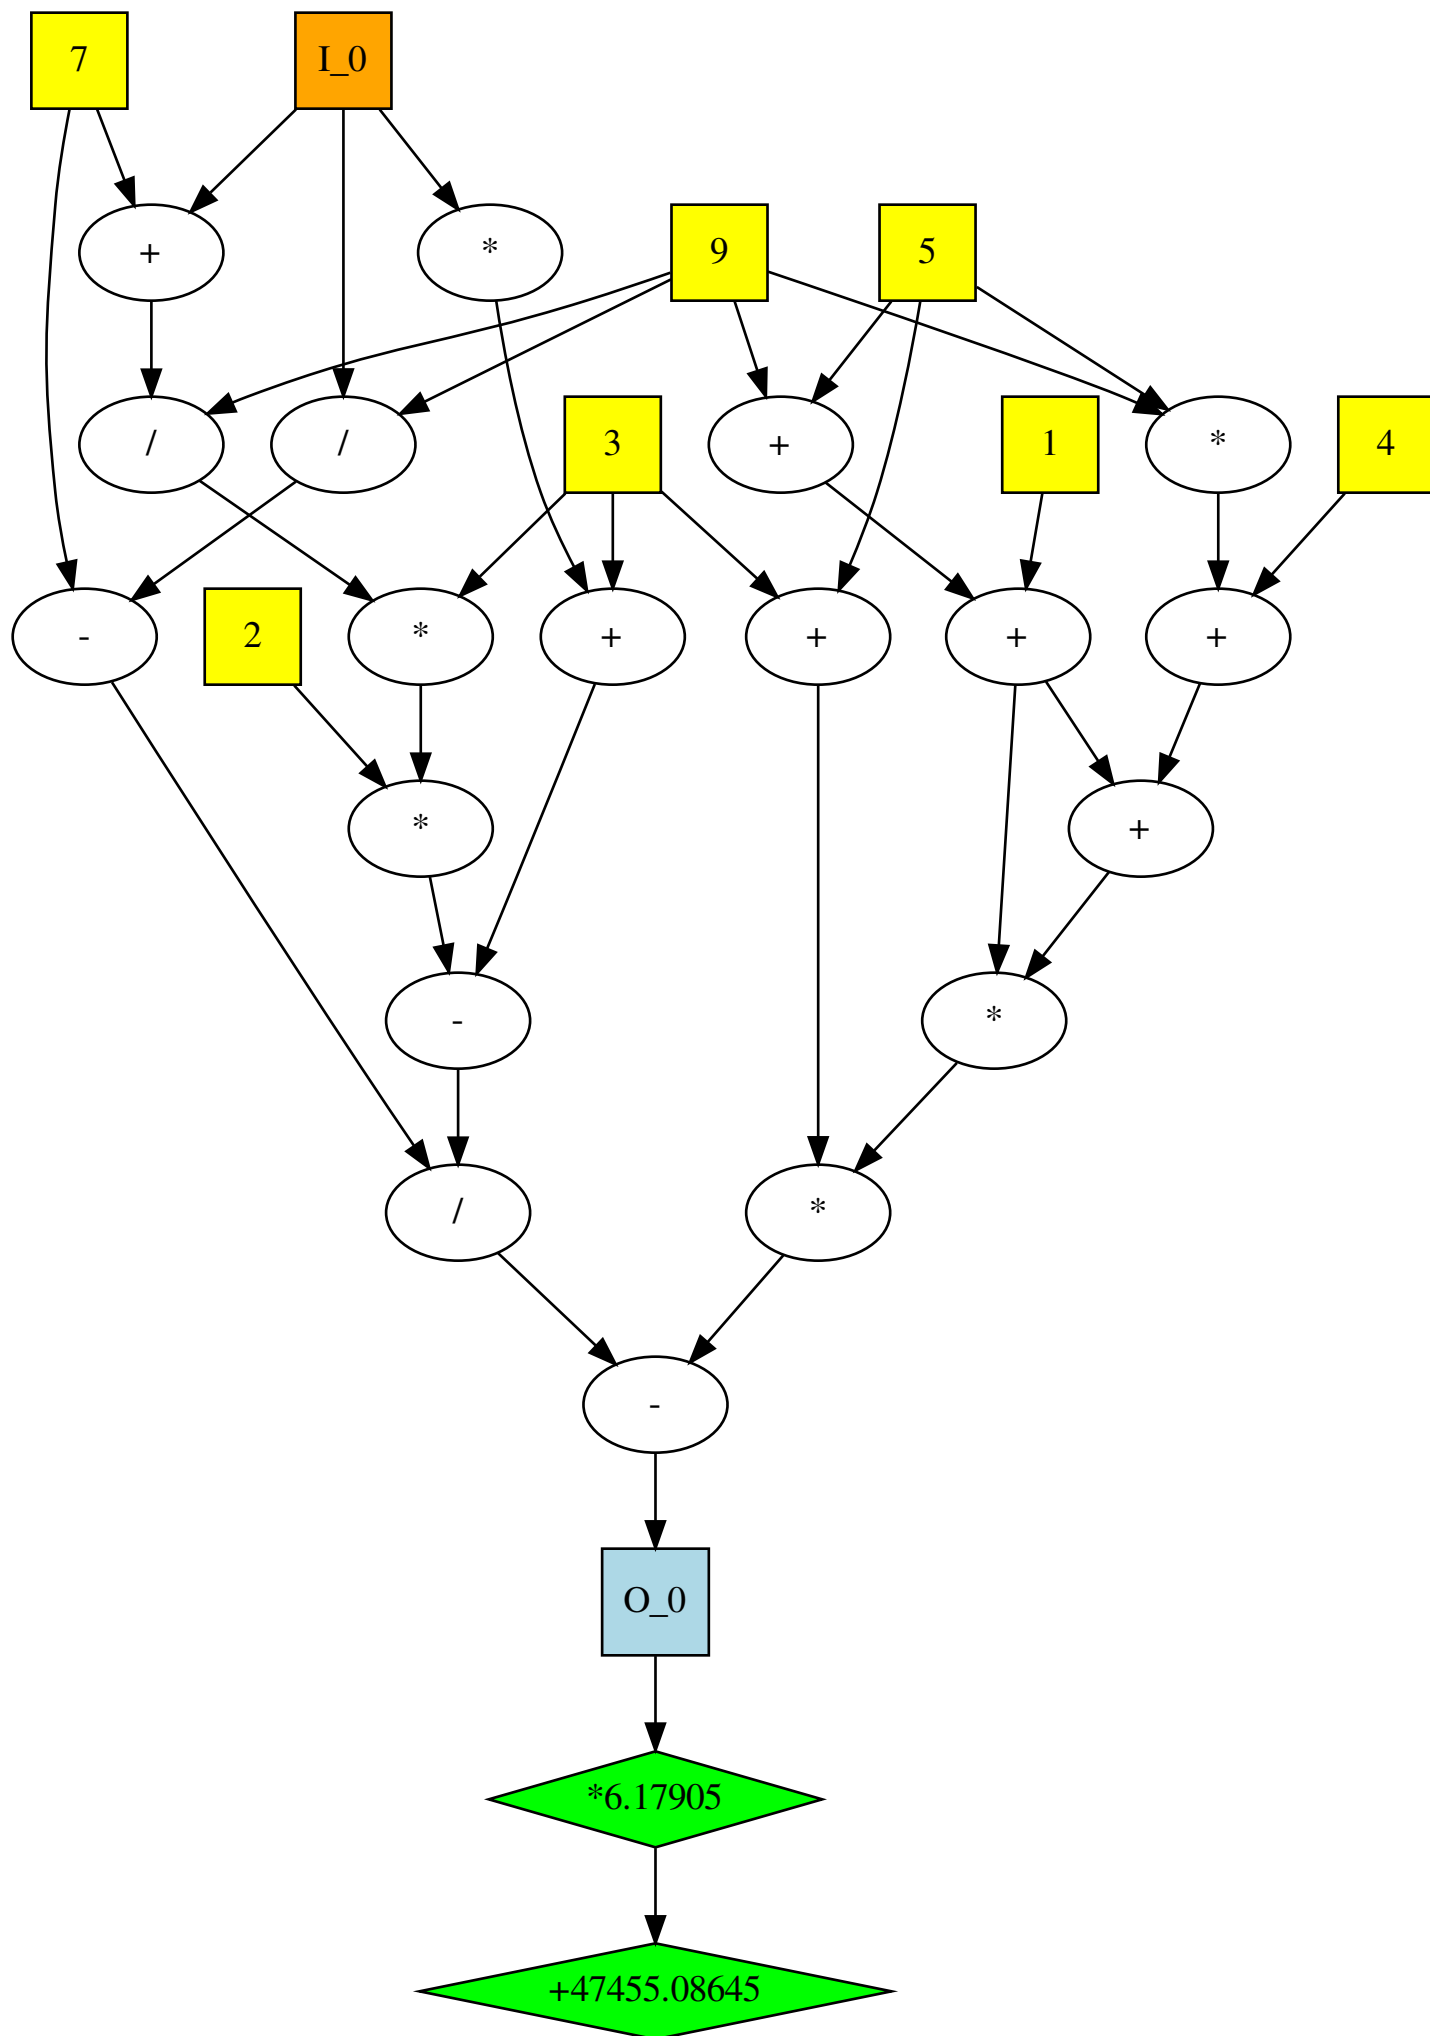 7 I_0
+ * 9 5
/ / 3 + 1 * 4
- 2 * + + + +
* +
- *
/ *
-
O_0
*6.17905
+47455.08645